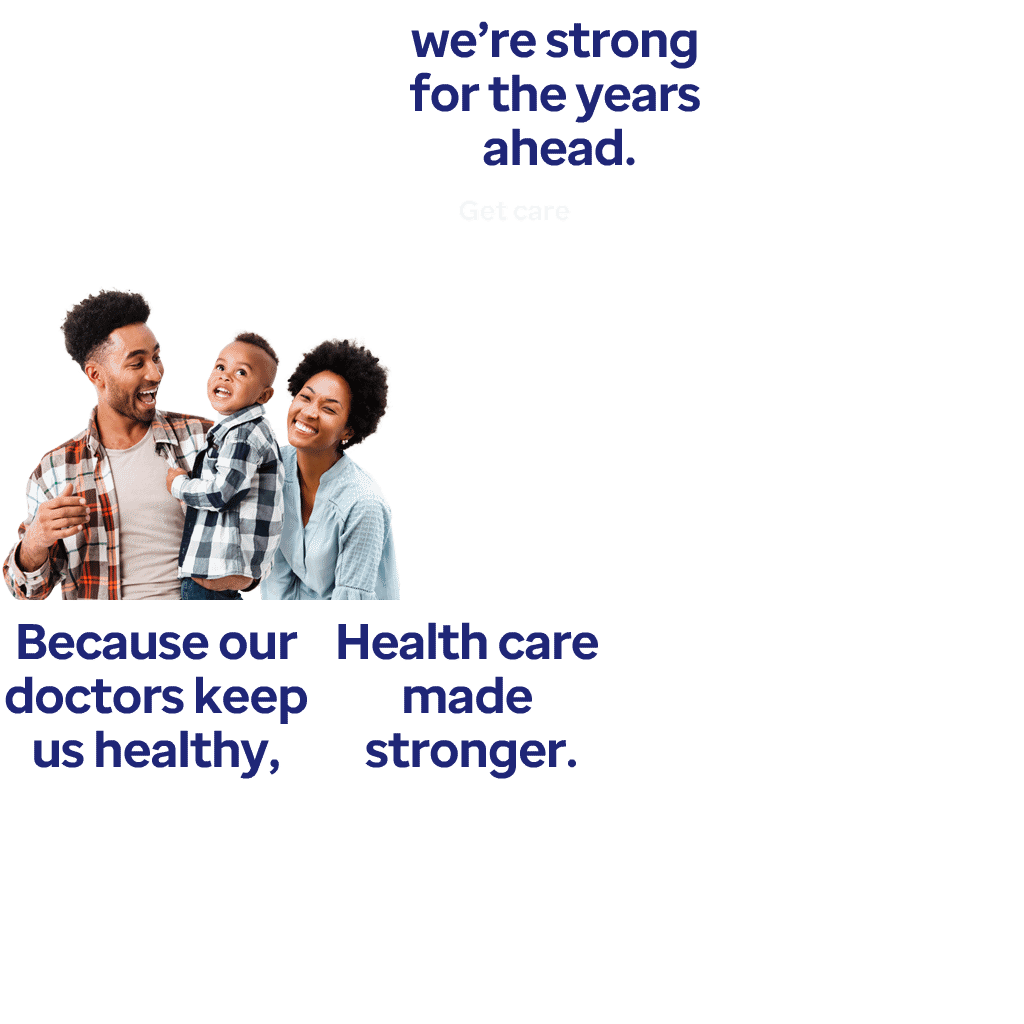 we’re strong
for the years
ahead.
Get care
Because our
doctors keep
us healthy,
Health care
made
stronger.